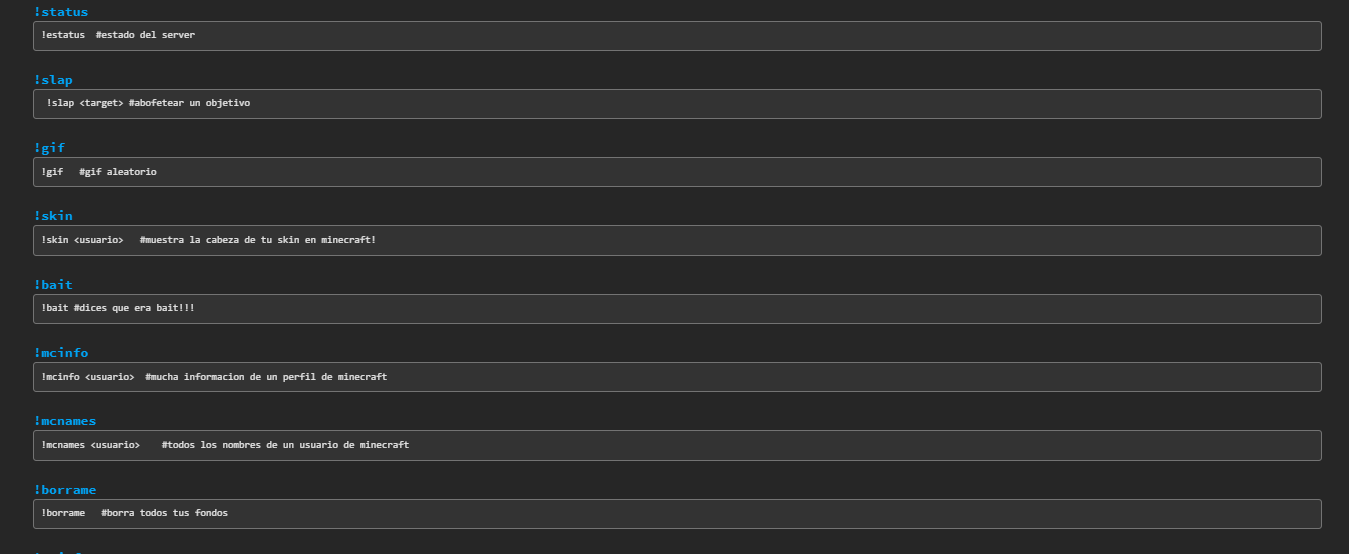 !status
!estatus  #estado del server
!slap
!slap <target> #abofetear un objetivo
!gif
!gif   #gif aleatorio
!skin
!skin <usuario>   #muestra la cabeza de tu skin en minecraft!
!bait
!bait #dices que era bait!!!
!mcinfo
!mcinfo <usuario>  #mucha informacion de un perfil de minecraft
!mcnames
!mcnames <usuario>    #todos los nombres de un usuario de minecraft
!borrame
!borrame   #borra todos tus fondos